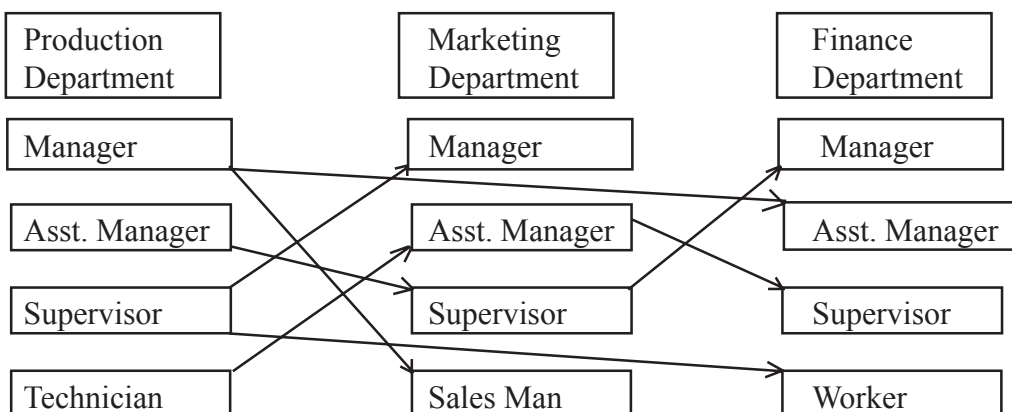 Production
Department
Marketing
Department
Finance
Department
Manager
Manager
Manager
Asst. Manager
Asst. Manager
Asst. Manager
Supervisor
Supervisor
Supervisor
Technician
Sales Man
Worker